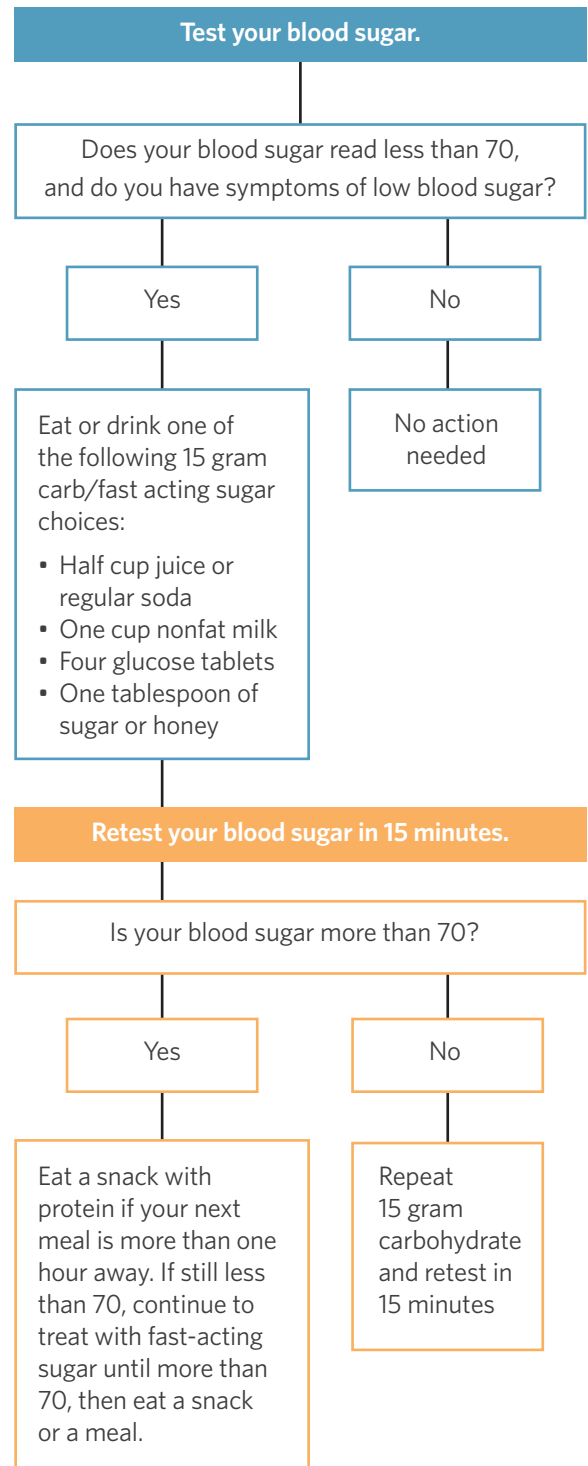 Test your blood sugar.
Does your blood sugar read less than 70,
and do you have symptoms of low blood sugar?
Yes
No
Eat or drink one of
the following 15 gram
carb/fast acting sugar
choices:
• Half cup juice or
regular soda
• One cup nonfat milk
• Four glucose tablets
• One tablespoon of
sugar or honey
No action
needed
Retest your blood sugar in 15 minutes.
Is your blood sugar more than 70?
Yes
No
Eat a snack with
protein if your next
meal is more than one
hour away. If still less
than 70, continue to
treat with fast-acting
sugar until more than
70, then eat a snack
or a meal.
Repeat
15 gram
carbohydrate
and retest in
15 minutes